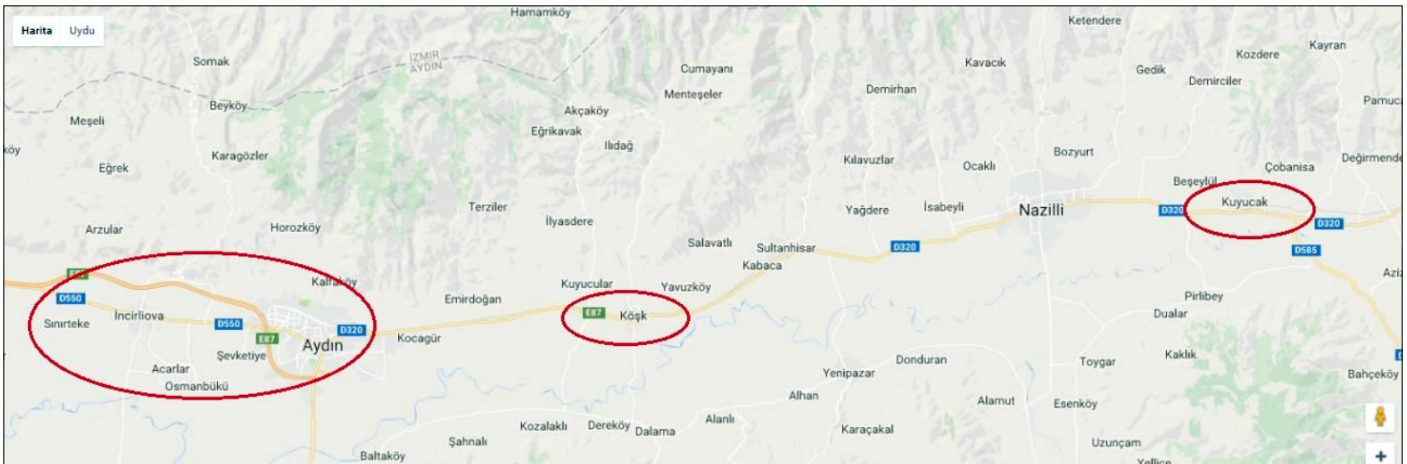 Hamamköy
Ketendere
Harita Uydu
Kayran
Somak
İZMİR
AYDIN
Cumayanı
Kavacık
Gedik
Kozdere
Demirciler
Menteşeler
Demirhan
Beyköy
Akçaköy
Pamuca
Meşeli
Eğrikavak
Ilıdağ
köy
Karagözler
Eğrek
Kılavuzlar
Ocaklı
Bozyurt
Çobanisa
Değirmende
Beşeylül
Terziler
İlyasdere
Yağdere
İsabeyli
Nazilli
D320
Kuyucak
D320
Arzular
Horozköy
Salavatlı
Sultanhisar
D320
D585
Kabaca
Aziz
Kalfaköy
Kuyucular
Yavuzköy
Pirlibey
D550
Emirdoğan
Sınırteke
İncirliova
D550
E87
D320
Aydın
Kocagür
E87
Köşk
Dualar
Şevketiye
Acarlar
Osmanbükü
Donduran
Toygar
Kaklık
Yenipazar
Bahçeköy
Alhan
Alamut
Esenköy
Kozalaklı
Dereköy
Dalama
Alanlı
Karaçakal
Şahnalı
Uzunçam
Baltaköy